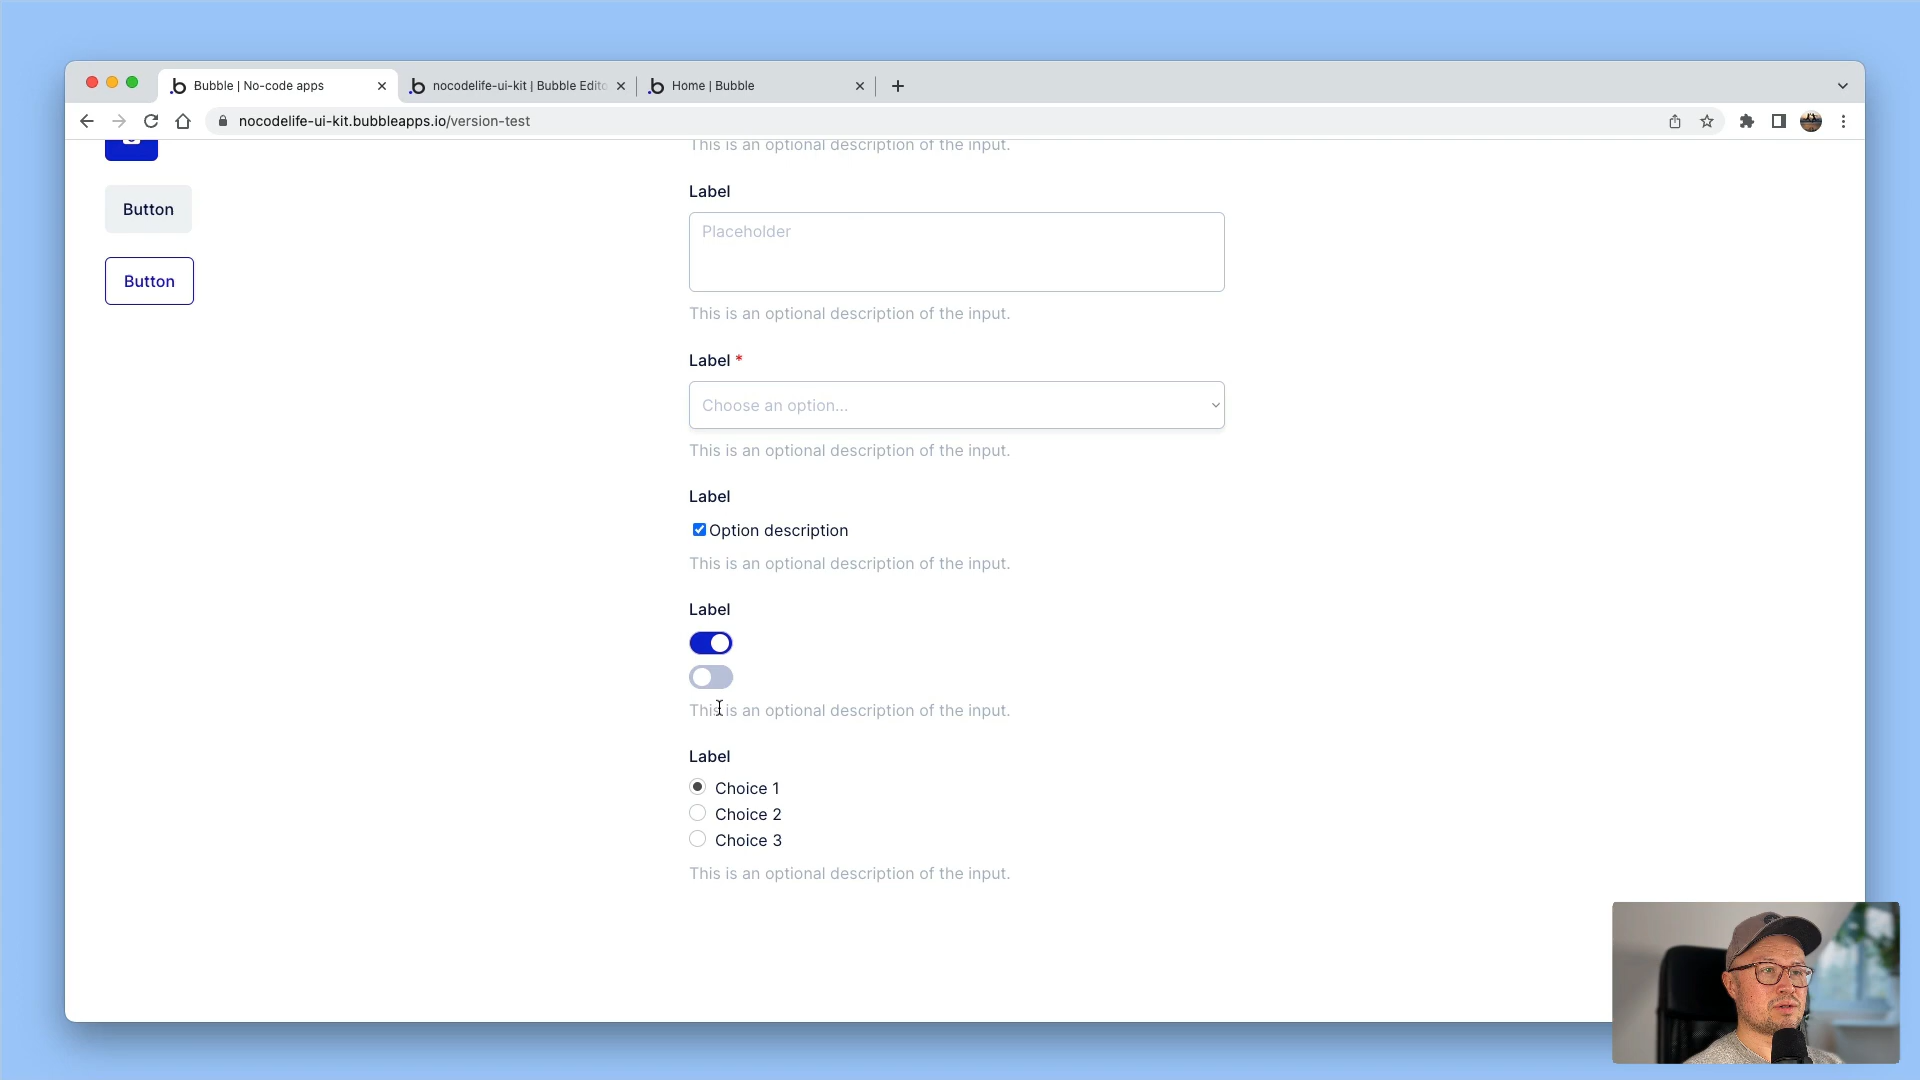 Bubble | No-code apps
nocodelife-ui-kit | Bubble Edito
Home | Bubble
nocodelife-ui-kit.bubbleapps.io/version-test
Button
Button
This is an optional description of the input.
Label
Placeholder
This is an optional description of the input.
Label *
Choose an option...
This is an optional description of the input.
Label
Option description
This is an optional description of the input.
Label
This is an optional description of the input.
Label
Choice 1
Choice 2
Choice 3
This is an optional description of the input.